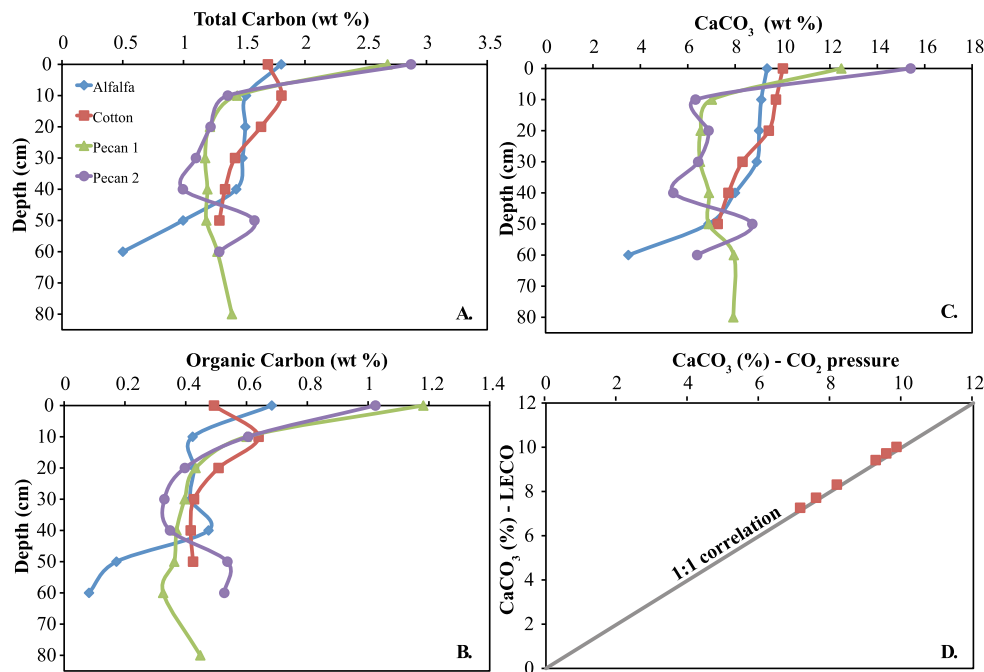 Total Carbon (wt %)
0 0.5 1 1.5 2 2.5 3 3.5
Depth (cm)
0
10
20
30
40
50
60
70
80
Alfalfa
Cotton
Pecan 1
Pecan 2
A.
CaCO₃ (wt %)
0 2 4 6 8 10 12 14 16 18
Depth (cm)
0
10
20
30
40
50
60
70
80
C.
Organic Carbon (wt %)
0 0.2 0.4 0.6 0.8 1 1.2 1.4
Depth (cm)
0
10
20
30
40
50
60
70
80
B.
CaCO₃ (%) - CO₂ pressure
0 2 4 6 8 10 12
CaCO₃ (%) - LECO
12
10
8
6
4
2
0
1:1 correlation
D.